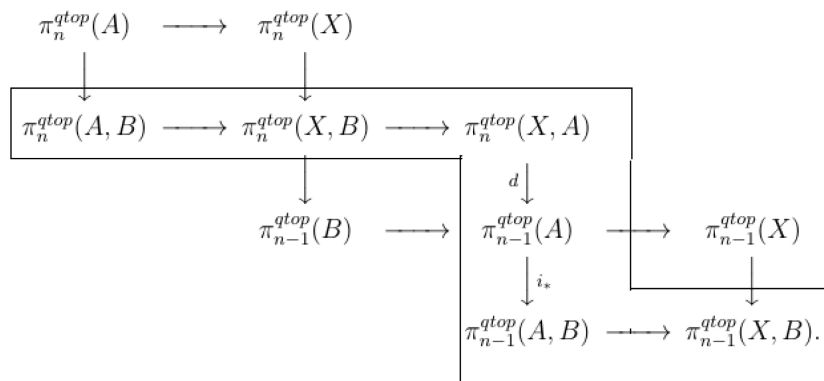 π_n^{qtop}(A) ⟶ π_n^{qtop}(X)
π_n^{qtop}(A, B) ⟶ π_n^{qtop}(X, B) ⟶ π_n^{qtop}(X, A)
d
π_{n-1}^{qtop}(B) ⟶ π_{n-1}^{qtop}(A) ⟶ π_{n-1}^{qtop}(X)
i_*
π_{n-1}^{qtop}(A, B) ⟶ π_{n-1}^{qtop}(X, B).